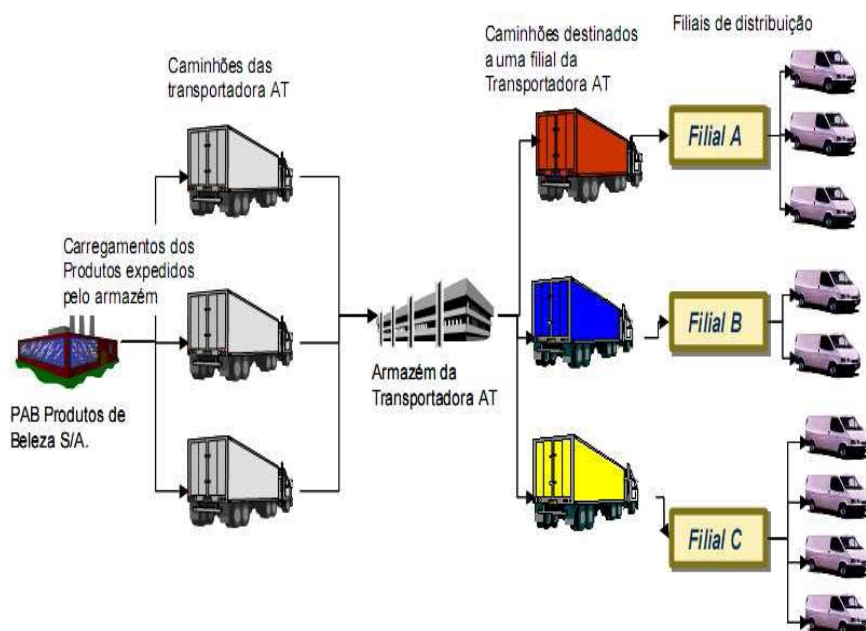 Caminhões das
transportadora AT
Caminhões destinados
a uma filial da
Transportadora AT
Filiais de distribuição
Carregamentos dos
Produtos expedidos
pelo armazém
PAB Produtos de
Beleza S/A.
Armazém da
Transportadora AT
Filial A
Filial B
Filial C